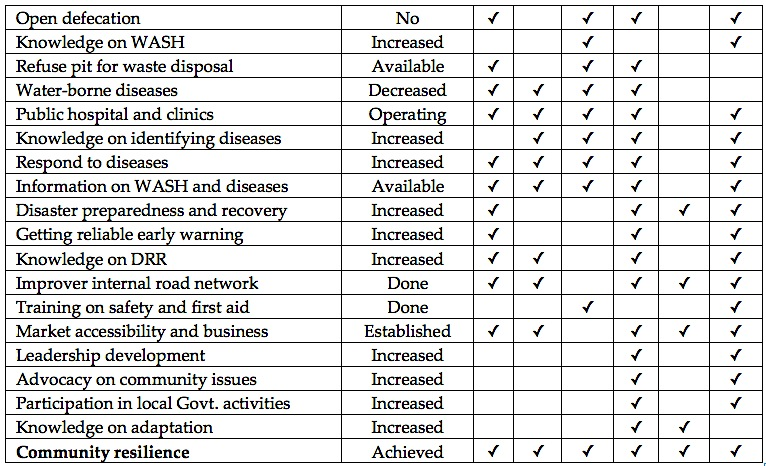 Open defecation No ✓ ✓ ✓ ✓
Knowledge on WASH Increased ✓ ✓
Refuse pit for waste disposal Available ✓ ✓ ✓
Water-borne diseases Decreased ✓ ✓ ✓ ✓
Public hospital and clinics Operating ✓ ✓ ✓ ✓ ✓
Knowledge on identifying diseases Increased ✓ ✓ ✓ ✓
Respond to diseases Increased ✓ ✓ ✓ ✓ ✓
Information on WASH and diseases Available ✓ ✓ ✓ ✓ ✓
Disaster preparedness and recovery Increased ✓ ✓ ✓ ✓
Getting reliable early warning Increased ✓ ✓ ✓
Knowledge on DRR Increased ✓ ✓ ✓ ✓
Improver internal road network Done ✓ ✓ ✓ ✓ ✓
Training on safety and first aid Done ✓ ✓
Market accessibility and business Established ✓ ✓ ✓ ✓ ✓
Leadership development Increased ✓ ✓
Advocacy on community issues Increased ✓ ✓
Participation in local Govt. activities Increased ✓ ✓
Knowledge on adaptation Increased ✓ ✓
Community resilience Achieved ✓ ✓ ✓ ✓ ✓ ✓